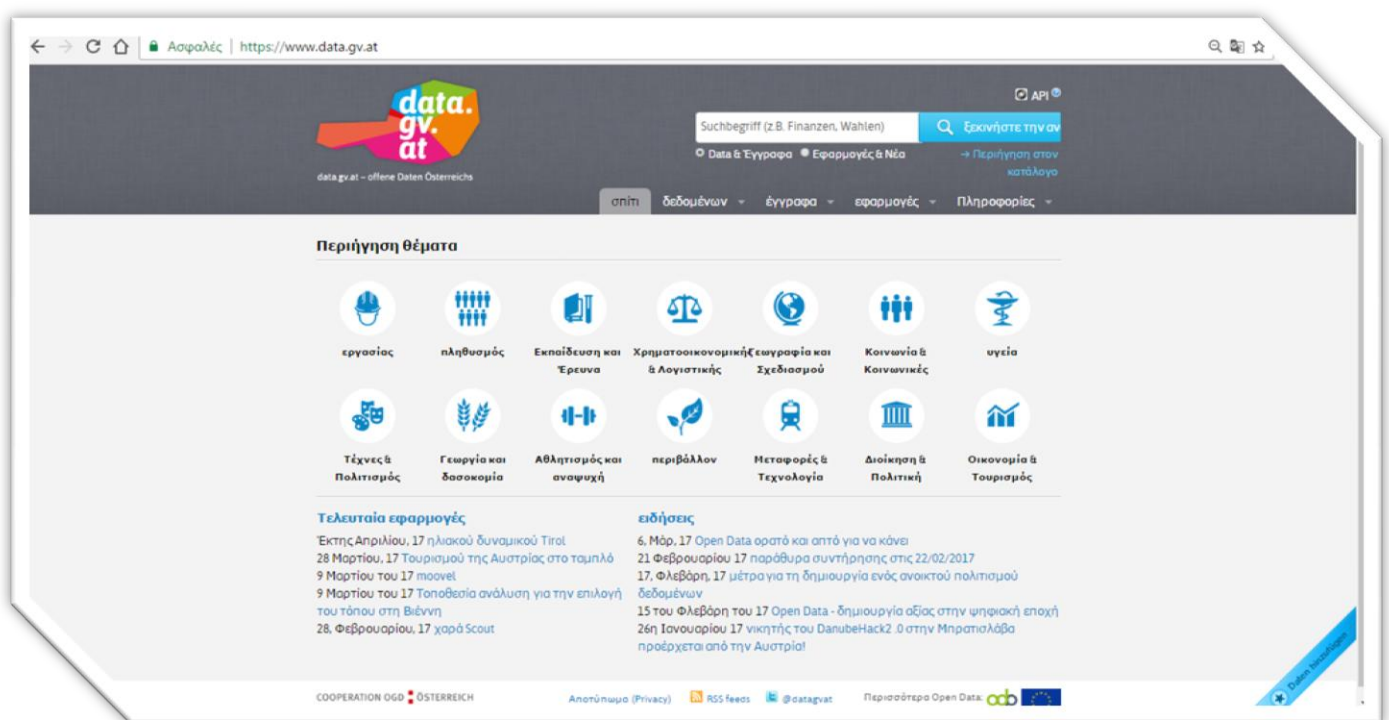 Ασφαλές | https://www.data.gv.at
data.
gv.
at
data.gv.at – offene Daten Österreichs
API
Suchbegriff (z.B. Finanzen, Wahlen)
ξεκινήστε την αν
Data & Έγγραφα Εφαρμογές & Νέα
→ Περιήγηση στον
κατάλογο
σπίτι δεδομένων έγγραφα εφαρμογές Πληροφορίες
Περιήγηση θέματα
εργασίας πληθυσμός Εκπαίδευση και Χρηματοοικονομική Γεωγραφία και Κοινωνία & υγεία
Έρευνα & Λογιστικής Σχεδιασμού Κοινωνικές
Τέχνες & Γεωργία και Αθλητισμός και περιβάλλον Μεταφορές & Διοίκηση & Οικονομία &
Πολιτισμός δασοκομία αναψυχή Τεχνολογία Πολιτική Τουρισμός
Τελευταία εφαρμογές
Έκτης Απριλίου, 17 ηλιακού δυναμικού Tirol
28 Μαρτίου, 17 Τουρισμού της Αυστρίας στο ταμπλό
9 Μαρτίου του 17 moovel
9 Μαρτίου του 17 Τοποθεσία ανάλυση για την επιλογή
του τόπου στη Βιέννη
28, Φεβρουαρίου, 17 χαρά Scout
ειδήσεις
6, Μάρ, 17 Open Data ορατό και απτό για να κάνει
21 Φεβρουαρίου 17 παράθυρα συντήρησης στις 22/02/2017
17, Φλεβάρη, 17 μέτρα για τη δημιουργία ενός ανοικτού πολιτισμού
δεδομένων
15 του Φλεβάρη του 17 Open Data - δημιουργία αξίας στην ψηφιακή εποχή
26η Ιανουαρίου 17 νικητής του DanubeHack2 .0 στην Μπρατισλάβα
προέρχεται από την Αυστρία!
Daten hinzufügen
COOPERATION OGD ÖSTERREICH Αποτύπωμα (Privacy) RSS feeds @datagvat Περισσότερα Open Data: odp